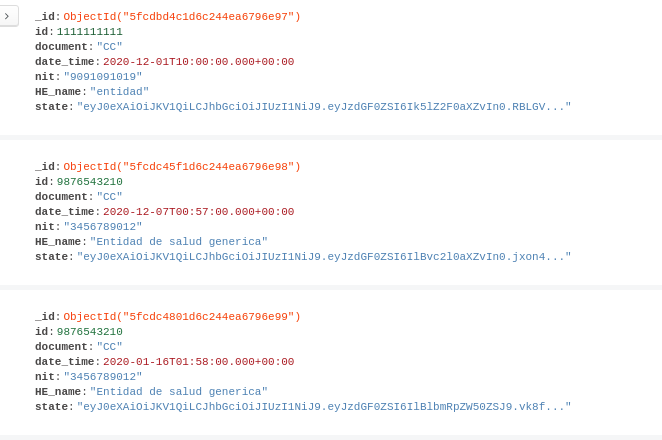 _id: ObjectId("5fcdbd4c1d6c244ea6796e97")
id: 1111111111
document: "CC"
date_time: 2020-12-01T10:00:00.000+00:00
nit: "9091091019"
HE_name: "entidad"
state: "eyJ0eXAiOiJKV1QiLCJhbGciOiJIUzI1NiJ9.eyJzdGF0ZSI6Ik5lZ2F0aXZvIn0.RBLGV..."
_id: ObjectId("5fcdc45f1d6c244ea6796e98")
id: 9876543210
document: "CC"
date_time: 2020-12-07T00:57:00.000+00:00
nit: "3456789012"
HE_name: "Entidad de salud generica"
state: "eyJ0eXAiOiJKV1QiLCJhbGciOiJIUzI1NiJ9.eyJzdGF0ZSI6IlBvc2l0aXZvIn0.jxon4..."
_id: ObjectId("5fcdc4801d6c244ea6796e99")
id: 9876543210
document: "CC"
date_time: 2020-01-16T01:58:00.000+00:00
nit: "3456789012"
HE_name: "Entidad de salud generica"
state: "eyJ0eXAiOiJKV1QiLCJhbGciOiJIUzI1NiJ9.eyJzdGF0ZSI6IlBlbmRpZW50ZSJ9.vk8f..."